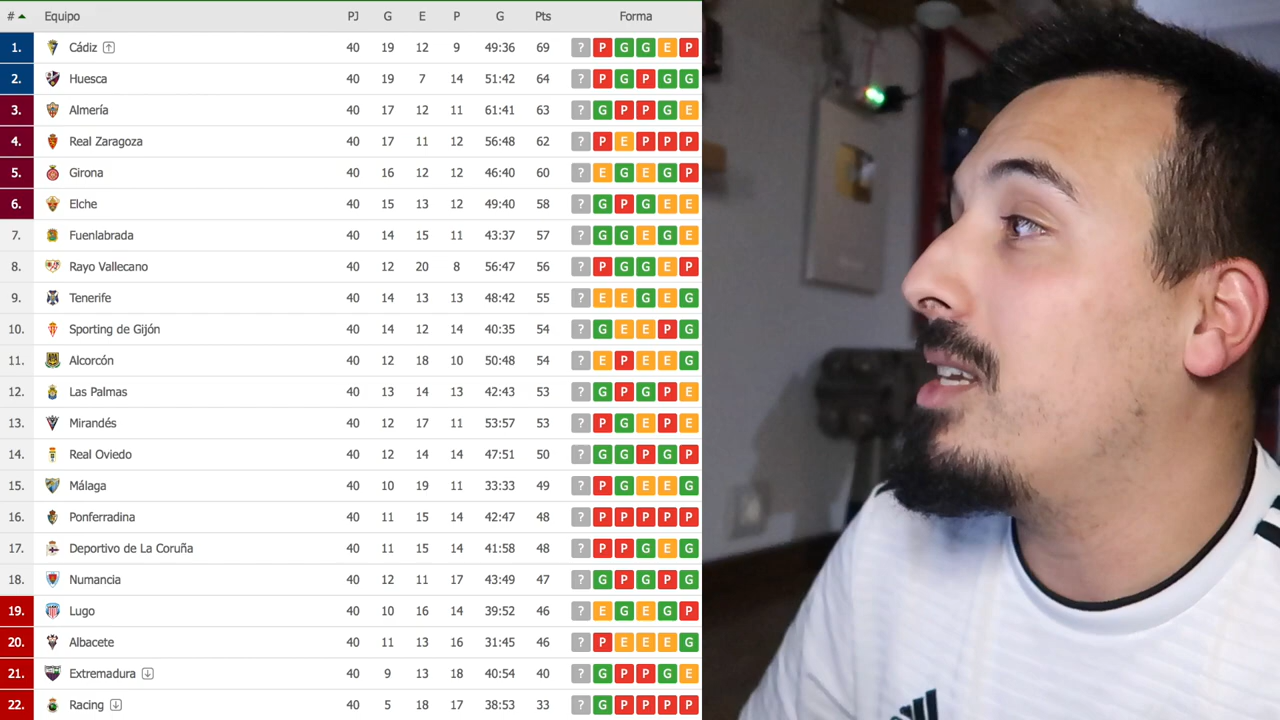 # Equipo PJ G E P G Pts Forma
1. Cádiz 40 19 12 9 49:36 69 ? P G G E P
2. Huesca 40 19 7 14 51:42 64 ? P G P G G
3. Almería 40 17 12 11 61:41 63 ? G P P G E
4. Real Zaragoza 40 17 11 12 56:48 62 ? P E P P P
5. Girona 40 16 12 12 46:40 60 ? E G E G P
6. Elche 40 15 13 12 49:40 58 ? G P G E E
7. Fuenlabrada 40 14 15 11 43:37 57 ? G G E G E
8. Rayo Vallecano 40 12 20 8 56:47 56 ? P G G E P
9. Tenerife 40 14 13 13 48:42 55 ? E E G E G
10. Sporting de Gijón 40 14 12 14 40:35 54 ? G E E P G
11. Alcorcón 40 12 18 10 50:48 54 ? E P E E G
12. Las Palmas 40 13 14 13 42:43 53 ? G P G P E
13. Mirandés 40 12 17 11 53:57 53 ? P G E P E
14. Real Oviedo 40 12 14 14 47:51 50 ? G G P G P
15. Málaga 40 10 19 11 33:33 49 ? P G E E G
16. Ponferradina 40 11 15 14 42:47 48 ? P P P P P
17. Deportivo de La Coruña 40 11 15 14 41:58 48 ? P P G E G
18. Numancia 40 12 11 17 43:49 47 ? G P G P G
19. Lugo 40 10 16 14 39:52 46 ? E G E G P
20. Albacete 40 11 13 16 31:45 46 ? P E E E G
21. Extremadura 40 9 13 18 40:53 40 ? G P P G E
22. Racing 40 5 18 17 38:53 33 ? G P P P P